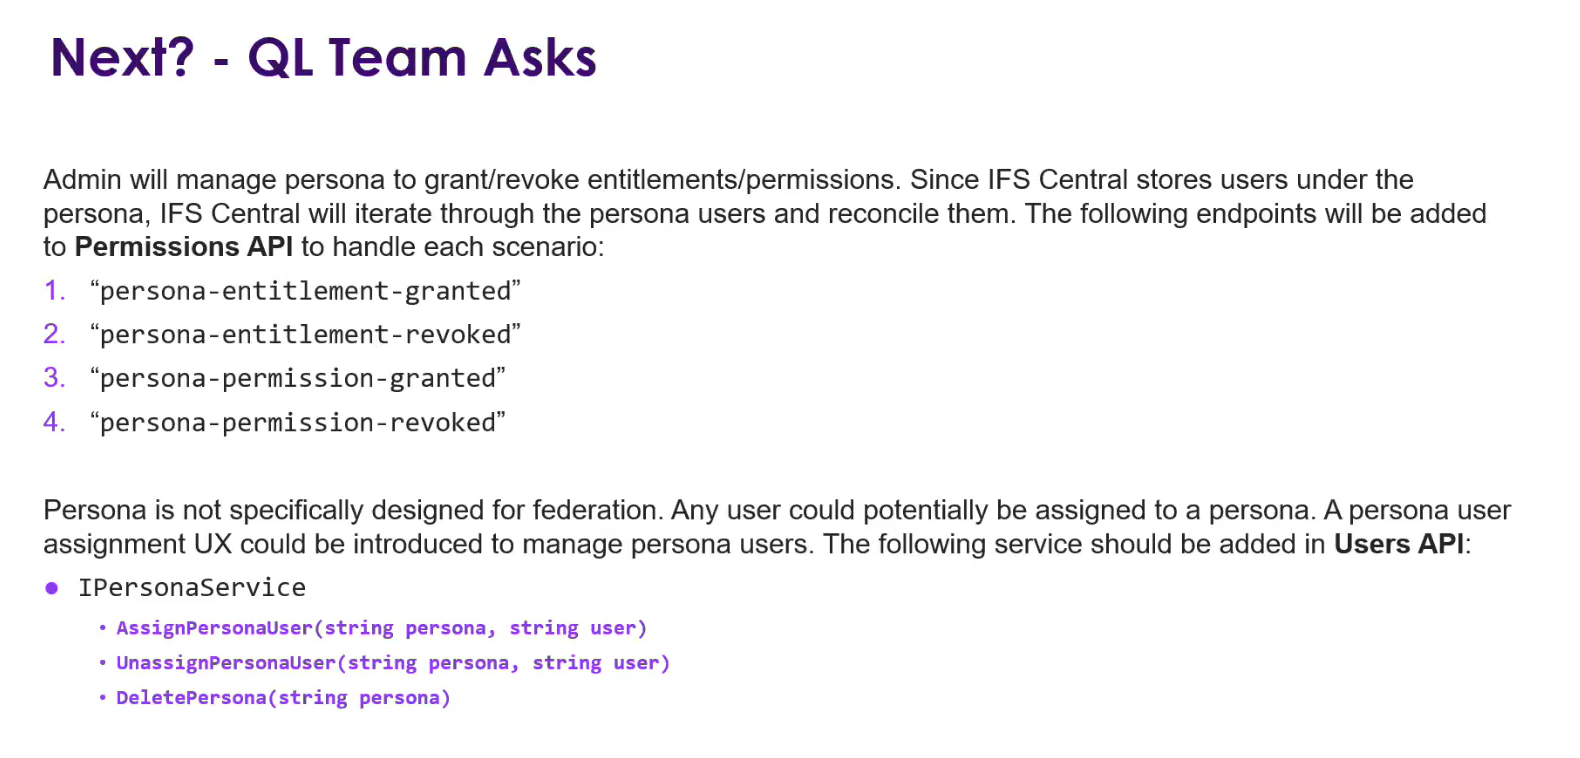 Next? - QL Team Asks
Admin will manage persona to grant/revoke entitlements/permissions. Since IFS Central stores users under the
persona, IFS Central will iterate through the persona users and reconcile them. The following endpoints will be added
to Permissions API to handle each scenario:
1. “persona-entitlement-granted”
2. “persona-entitlement-revoked”
3. “persona-permission-granted”
4. “persona-permission-revoked”
Persona is not specifically designed for federation. Any user could potentially be assigned to a persona. A persona user
assignment UX could be introduced to manage persona users. The following service should be added in Users API:
● IPersonaService
• AssignPersonaUser(string persona, string user)
• UnassignPersonaUser(string persona, string user)
• DeletePersona(string persona)